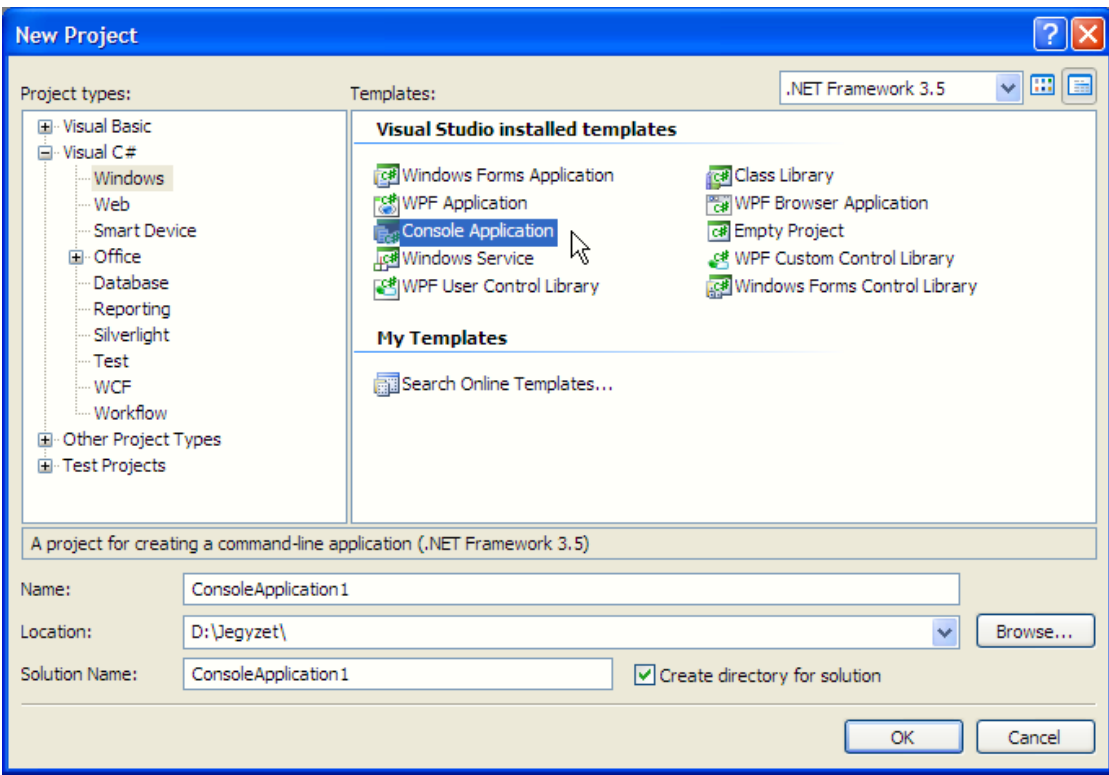 New Project
Project types:
Templates:
.NET Framework 3.5
Visual Basic
Visual C#
Windows
Web
Smart Device
Office
Database
Reporting
Silverlight
Test
WCF
Workflow
Other Project Types
Test Projects
Visual Studio installed templates
Windows Forms Application
Class Library
WPF Application
WPF Browser Application
Console Application
Empty Project
Windows Service
WPF Custom Control Library
WPF User Control Library
Windows Forms Control Library
My Templates
Search Online Templates...
A project for creating a command-line application (.NET Framework 3.5)
Name:
ConsoleApplication1
Location:
D:\Jegyzet\
Browse...
Solution Name:
ConsoleApplication1
Create directory for solution
OK
Cancel